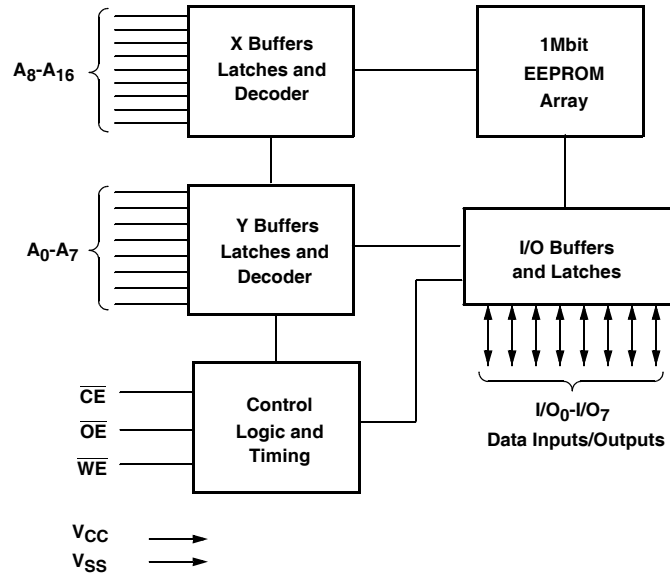 X Buffers
Latches and
Decoder
1Mbit
EEPROM
Array
A8-A16
Y Buffers
Latches and
Decoder
A0-A7
I/O Buffers
and Latches
CE
OE
WE
Control
Logic and
Timing
I/O0-I/O7
Data Inputs/Outputs
VCC
VSS